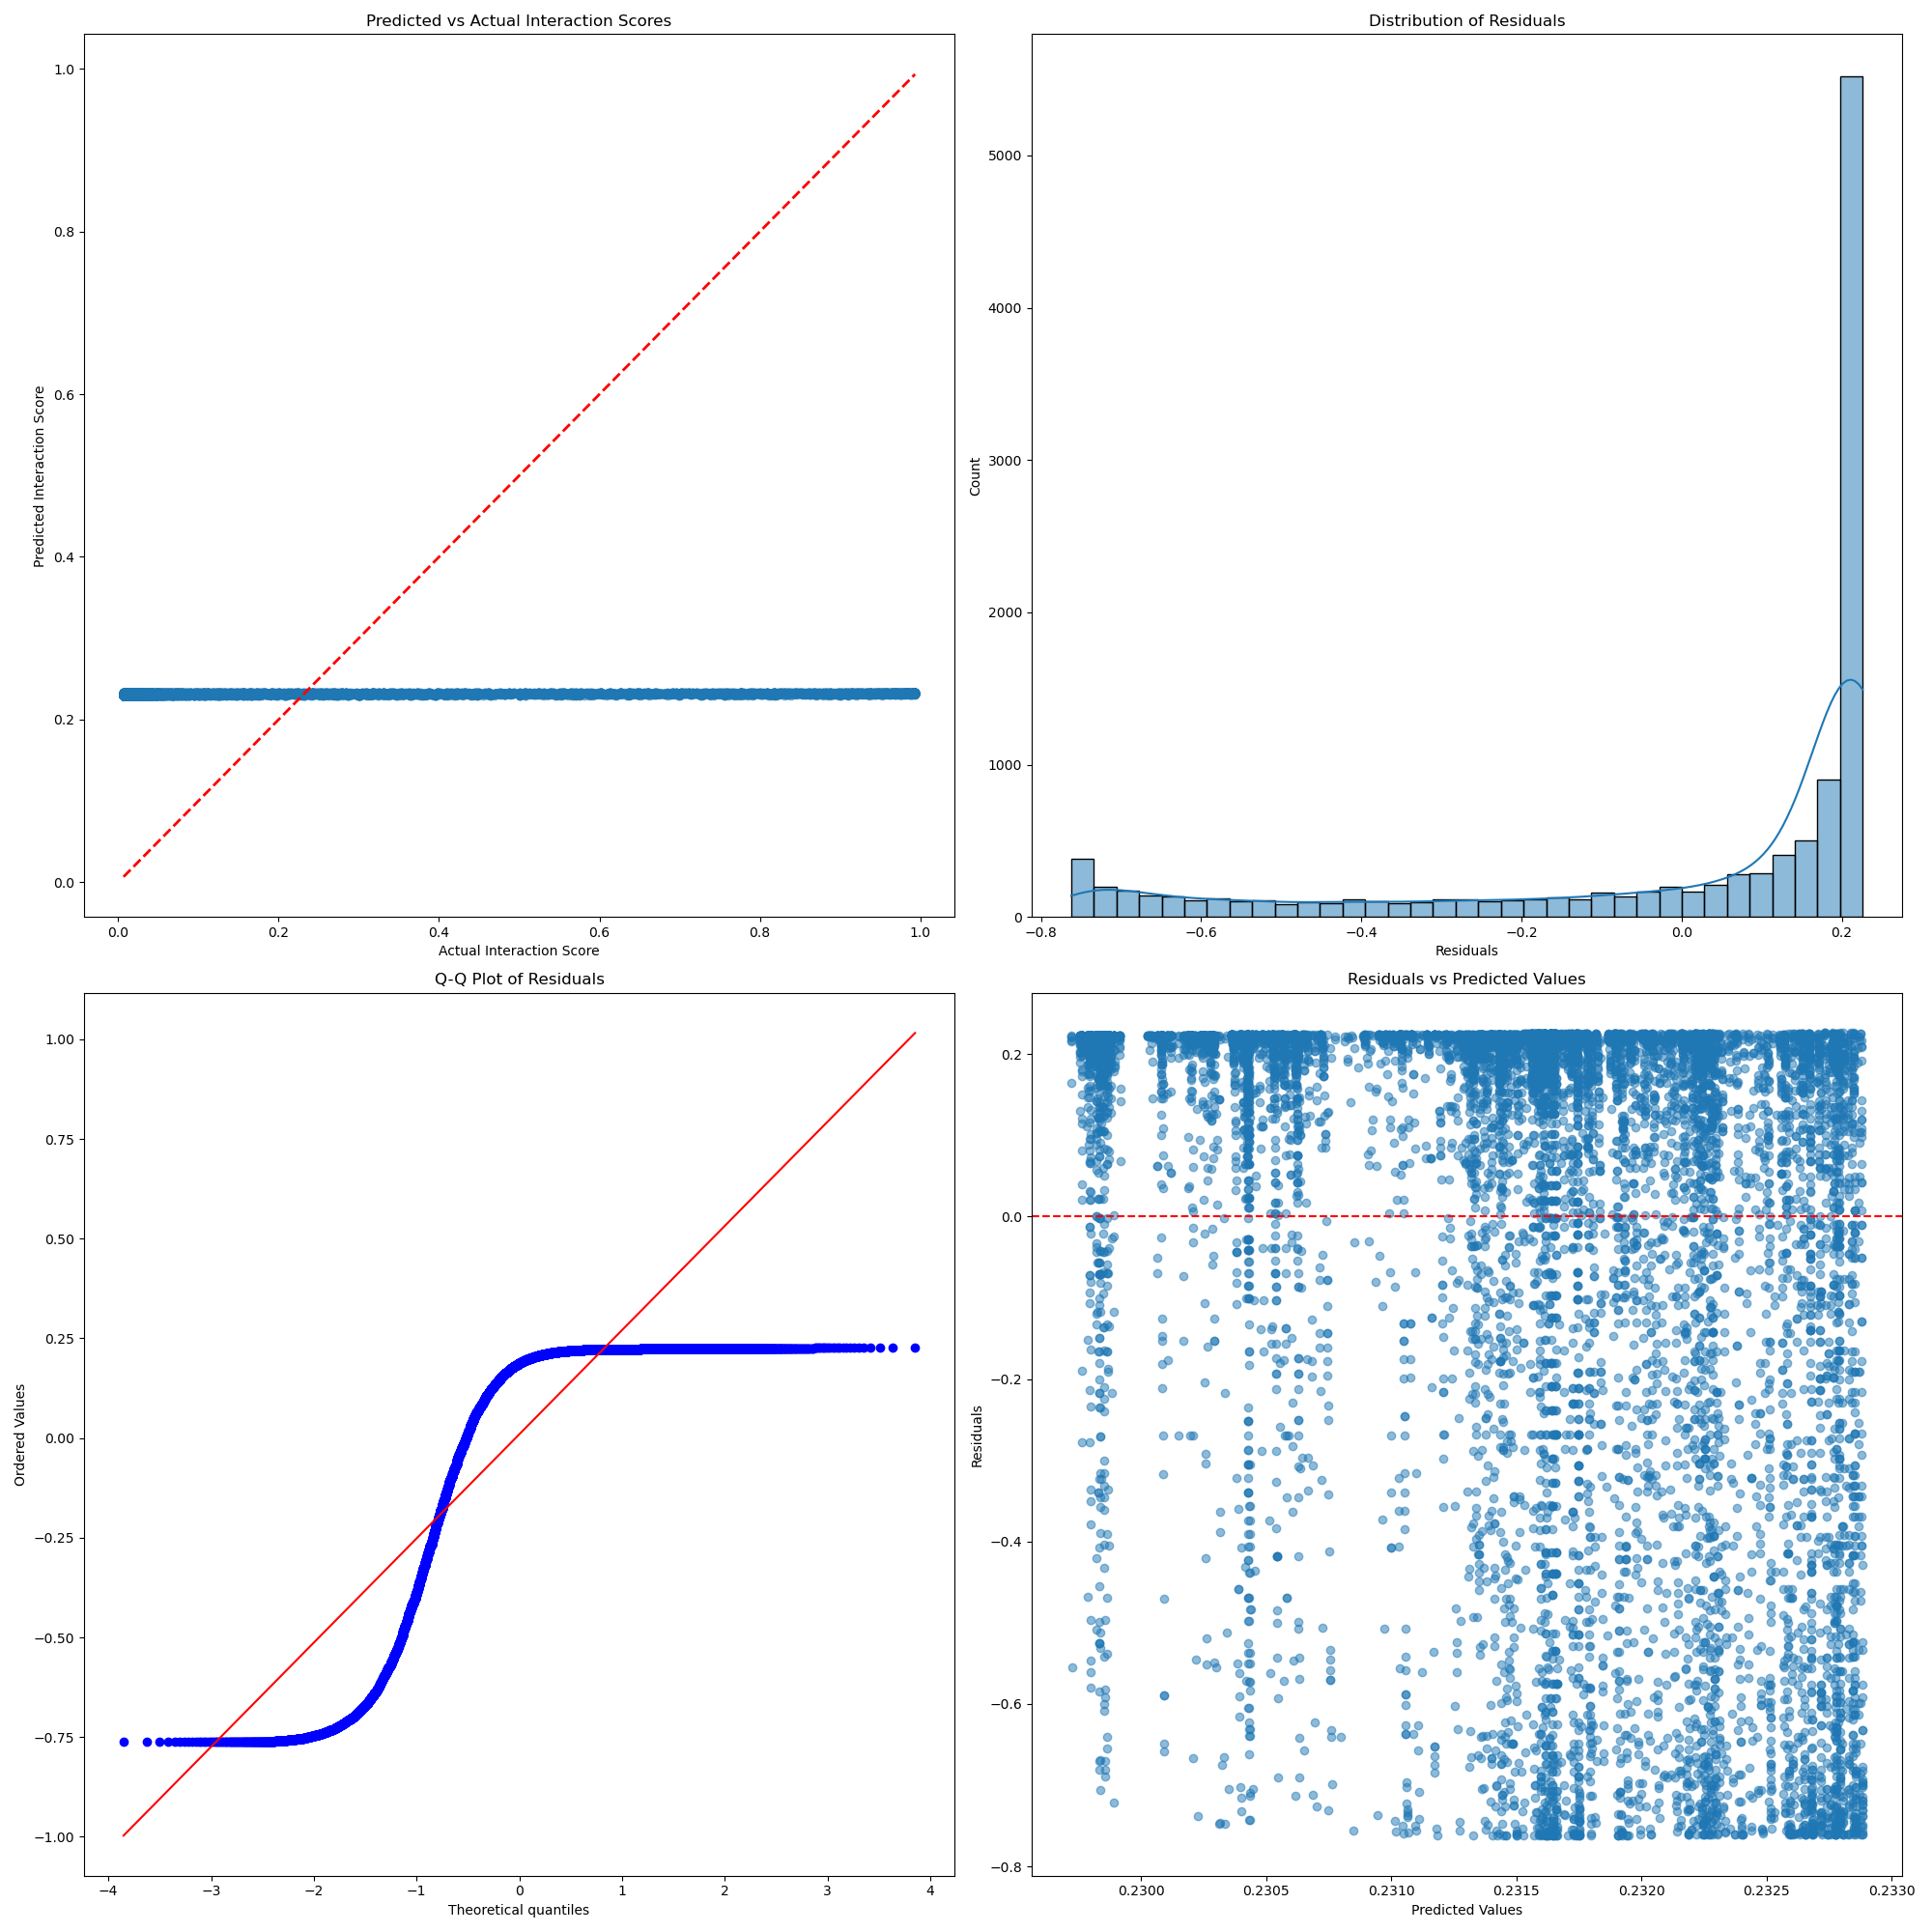 Predicted vs Actual Interaction Scores
1.0
0.8
0.6
0.4
0.2
0.0
Predicted Interaction Score
0.0 0.2 0.4 0.6 0.8 1.0
Actual Interaction Score
Distribution of Residuals
5000
4000
3000
2000
1000
0
Count
−0.8 −0.6 −0.4 −0.2 0.0 0.2
Residuals
Q-Q Plot of Residuals
1.00
0.75
0.50
0.25
0.00
−0.25
−0.50
−0.75
−1.00
Ordered Values
−4 −3 −2 −1 0 1 2 3 4
Theoretical quantiles
Residuals vs Predicted Values
0.2
0.0
−0.2
−0.4
−0.6
−0.8
Residuals
0.2300 0.2305 0.2310 0.2315 0.2320 0.2325 0.2330
Predicted Values